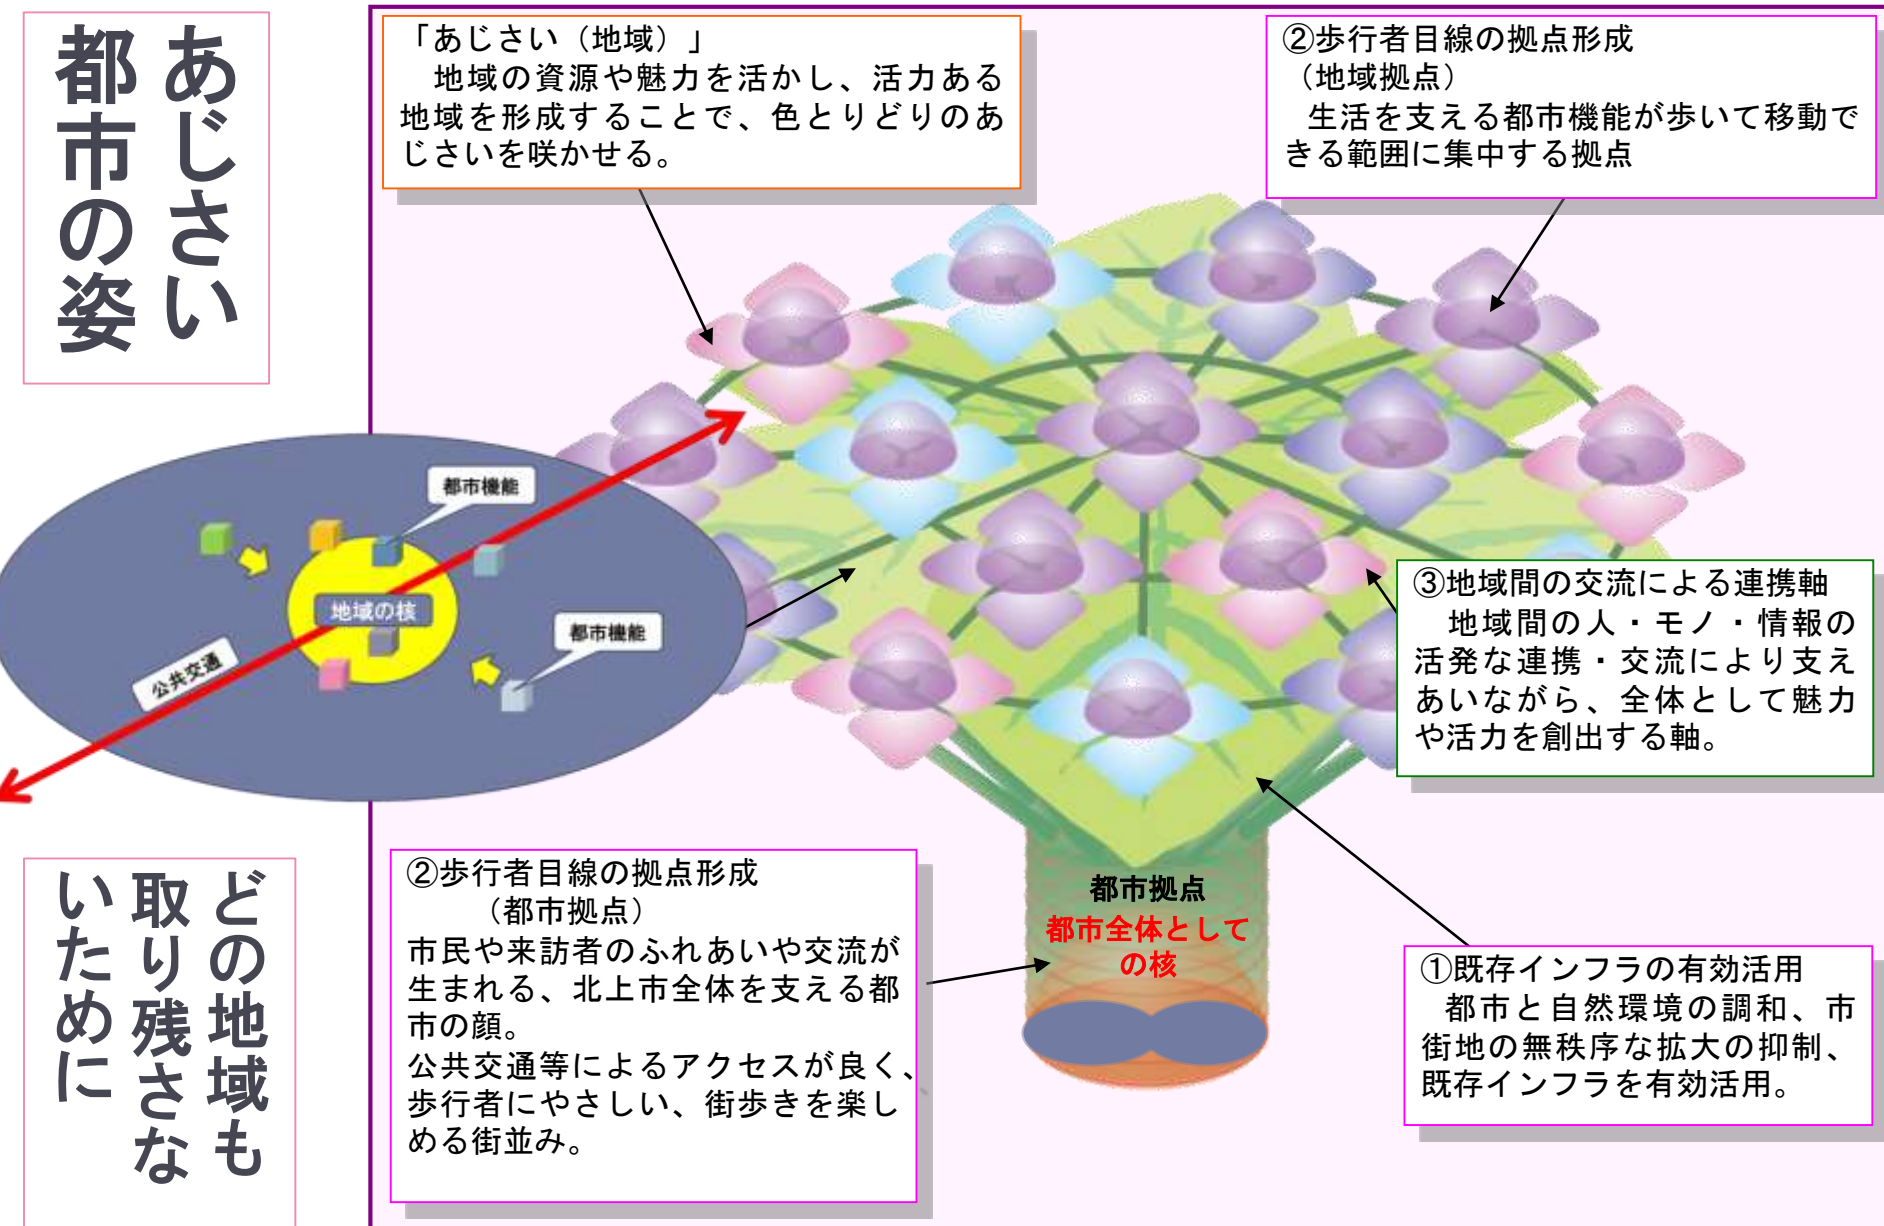 あじさい
都市の姿
「あじさい（地域）」
地域の資源や魅力を活かし、活力ある
地域を形成することで、色とりどりのあ
じさいを咲かせる。
②歩行者目線の拠点形成
（地域拠点）
生活を支える都市機能が歩いて移動で
きる範囲に集中する拠点
都市機能
地域の核
都市機能
公共交通
③地域間の交流による連携軸
地域間の人・モノ・情報の
活発な連携・交流により支え
あいながら、全体として魅力
や活力を創出する軸。
どの地域も
取り残さな
いために
②歩行者目線の拠点形成
（都市拠点）
市民や来訪者のふれあいや交流が
生まれる、北上市全体を支える都
市の顔。
公共交通等によるアクセスが良く、
歩行者にやさしい、街歩きを楽し
める街並み。
都市拠点
都市全体として
の核
①既存インフラの有効活用
都市と自然環境の調和、市
街地の無秩序な拡大の抑制、
既存インフラを有効活用。